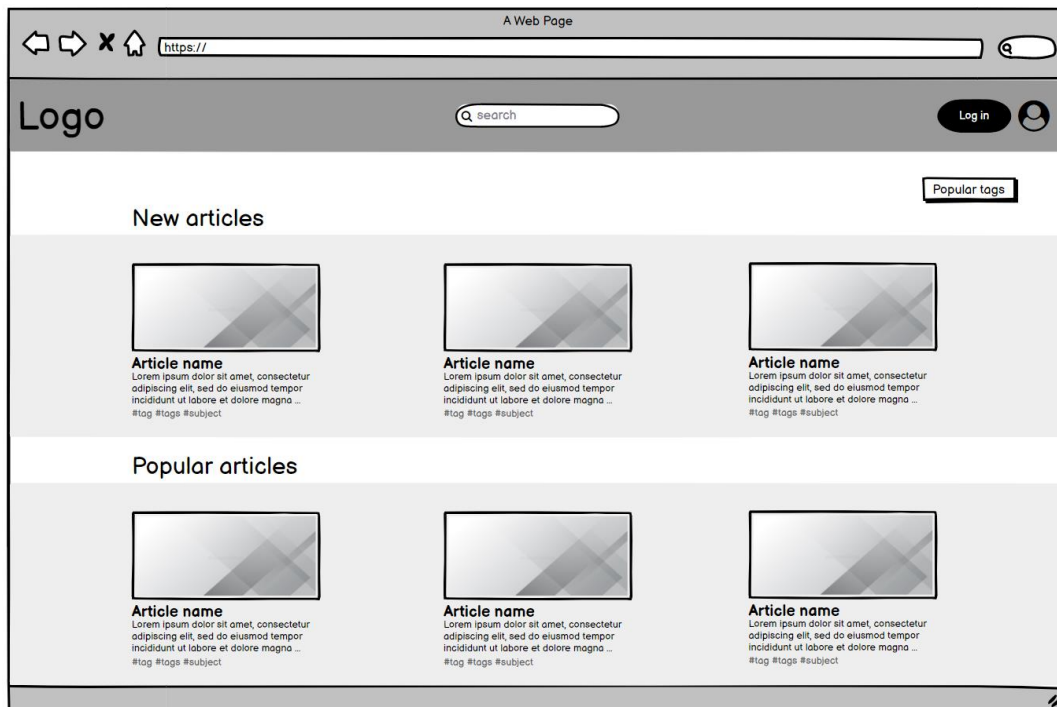 A Web Page
https://
Logo
search
Log in
Popular tags
New articles
Article name
Lorem ipsum dolor sit amet, consectetur
adipiscing elit, sed do eiusmod tempor
incididunt ut labore et dolore magna ...
#tag #tags #subject
Article name
Lorem ipsum dolor sit amet, consectetur
adipiscing elit, sed do eiusmod tempor
incididunt ut labore et dolore magna ...
#tag #tags #subject
Article name
Lorem ipsum dolor sit amet, consectetur
adipiscing elit, sed do eiusmod tempor
incididunt ut labore et dolore magna ...
#tag #tags #subject
Popular articles
Article name
Lorem ipsum dolor sit amet, consectetur
adipiscing elit, sed do eiusmod tempor
incididunt ut labore et dolore magna ...
#tag #tags #subject
Article name
Lorem ipsum dolor sit amet, consectetur
adipiscing elit, sed do eiusmod tempor
incididunt ut labore et dolore magna ...
#tag #tags #subject
Article name
Lorem ipsum dolor sit amet, consectetur
adipiscing elit, sed do eiusmod tempor
incididunt ut labore et dolore magna ...
#tag #tags #subject